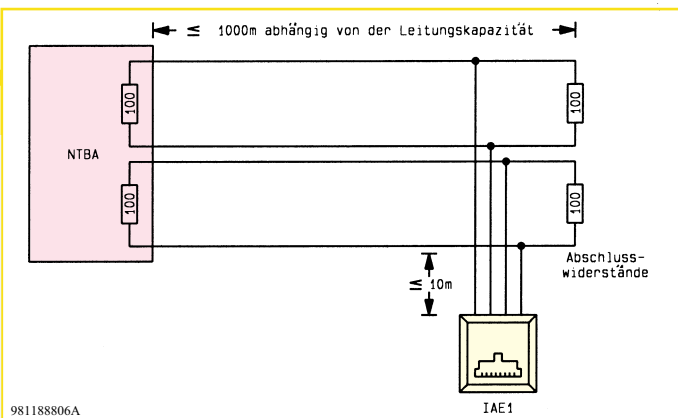 ≤ 1000m abhängig von der Leitungskapazität
100
100
NTBA
100
100
Abschluss-
widerstände
≤ 10m
IAE1
981188806A